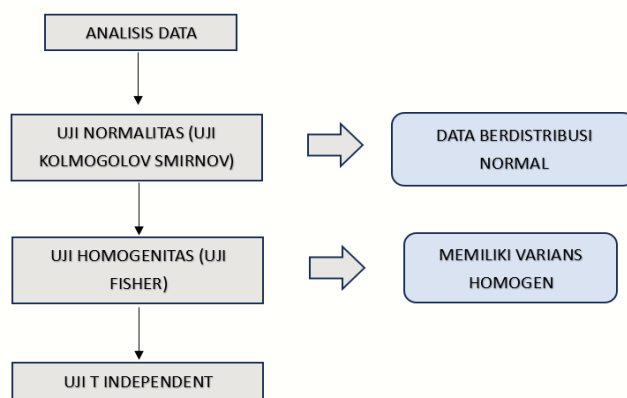 ANALISIS DATA
UJI NORMALITAS (UJI
KOLMOGOLOV SMIRNOV)
DATA BERDISTRIBUSI
NORMAL
UJI HOMOGENITAS (UJI
FISHER)
MEMILIKI VARIANS
HOMOGEN
UJI T INDEPENDENT